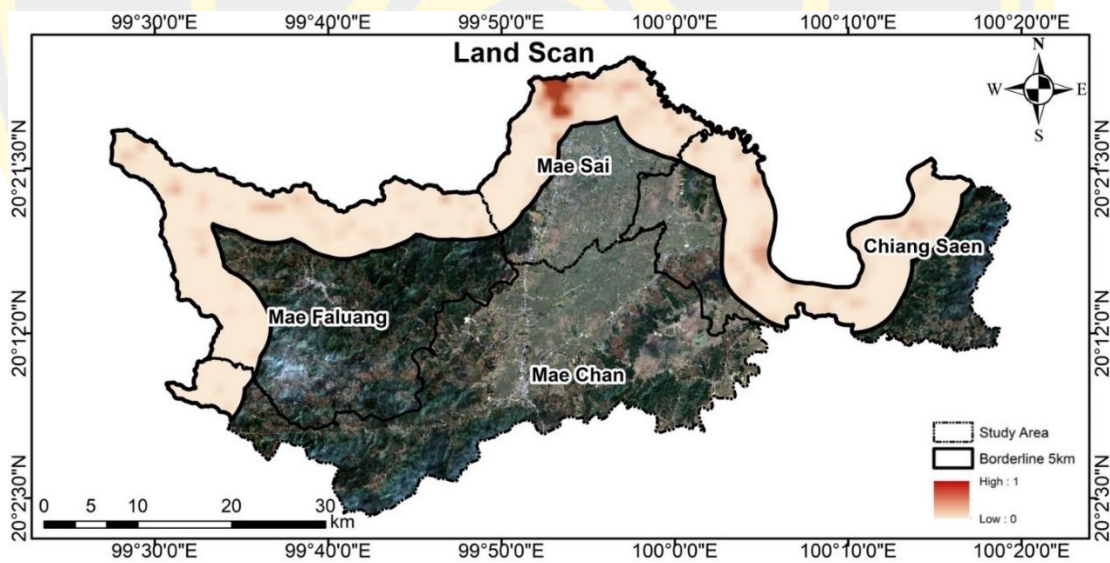 99°30'0"E 99°40'0"E 99°50'0"E 100°0'0"E 100°10'0"E 100°20'0"E
Land Scan
N
W E
S
20°21'30"N 20°21'30"N
Mae Sai
Chiang Saen
Mae Faluang
20°12'0"N 20°12'0"N
Mae Chan
Study Area
Borderline 5km
High : 1
Low : 0
20°2'30"N 20°2'30"N
0 5 10 20 30
km
99°30'0"E 99°40'0"E 99°50'0"E 100°0'0"E 100°10'0"E 100°20'0"E